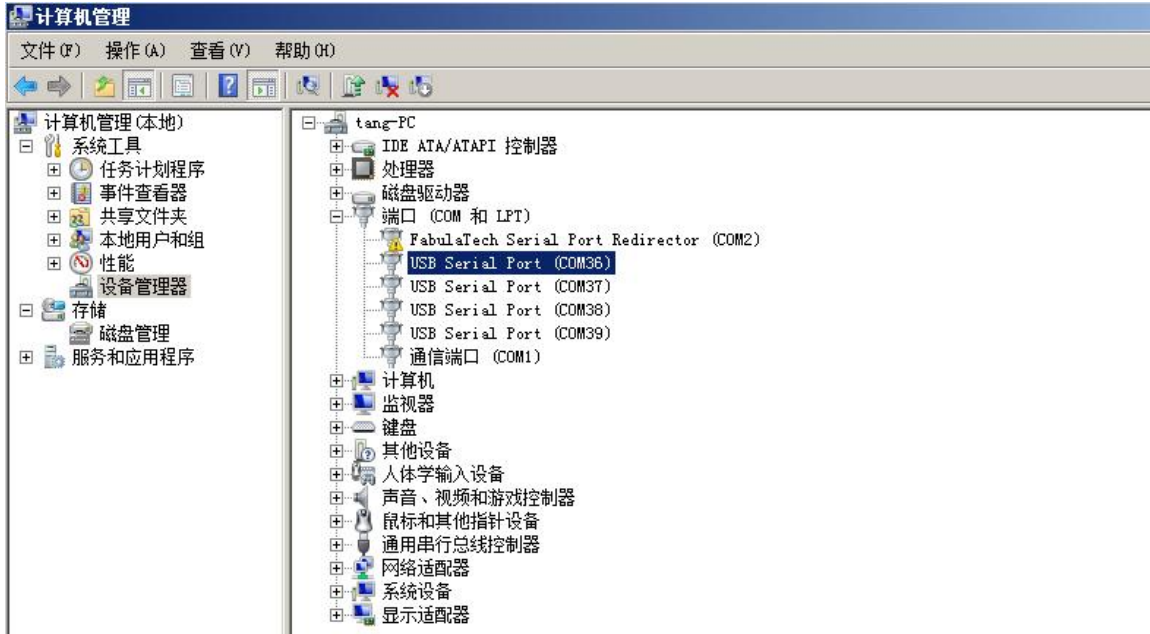 计算机管理
文件(F) 操作(A) 查看(V) 帮助(H)
计算机管理(本地)
系统工具
任务计划程序
事件查看器
共享文件夹
本地用户和组
性能
设备管理器
存储
磁盘管理
服务和应用程序
tang-PC
IDE ATA/ATAPI 控制器
处理器
磁盘驱动器
端口 (COM 和 LPT)
FabulaTech Serial Port Redirector (COM2)
USB Serial Port (COM36)
USB Serial Port (COM37)
USB Serial Port (COM38)
USB Serial Port (COM39)
通信端口 (COM1)
计算机
监视器
键盘
其他设备
人体学输入设备
声音、视频和游戏控制器
鼠标和其他指针设备
通用串行总线控制器
网络适配器
系统设备
显示适配器